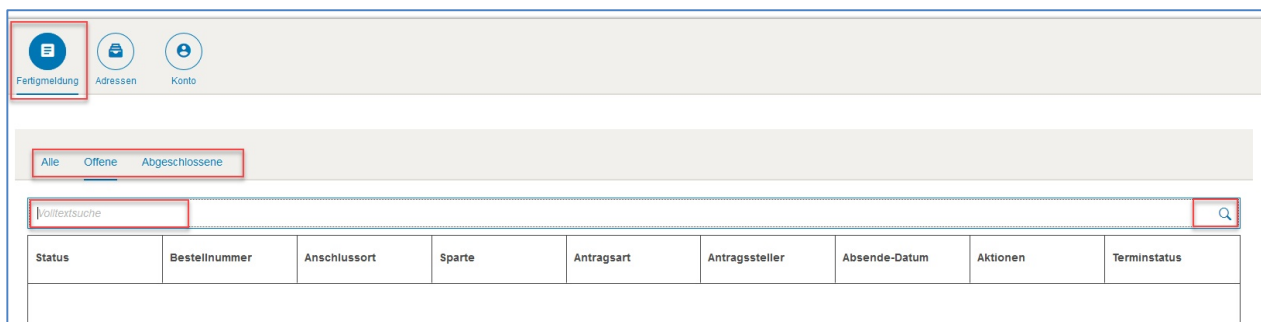 Fertigmeldung Adressen Konto
Alle Offene Abgeschlossene
Volltextsuche
Status Bestellnummer Anschlussort Sparte Antragsart Antragssteller Absende-Datum Aktionen Terminstatus